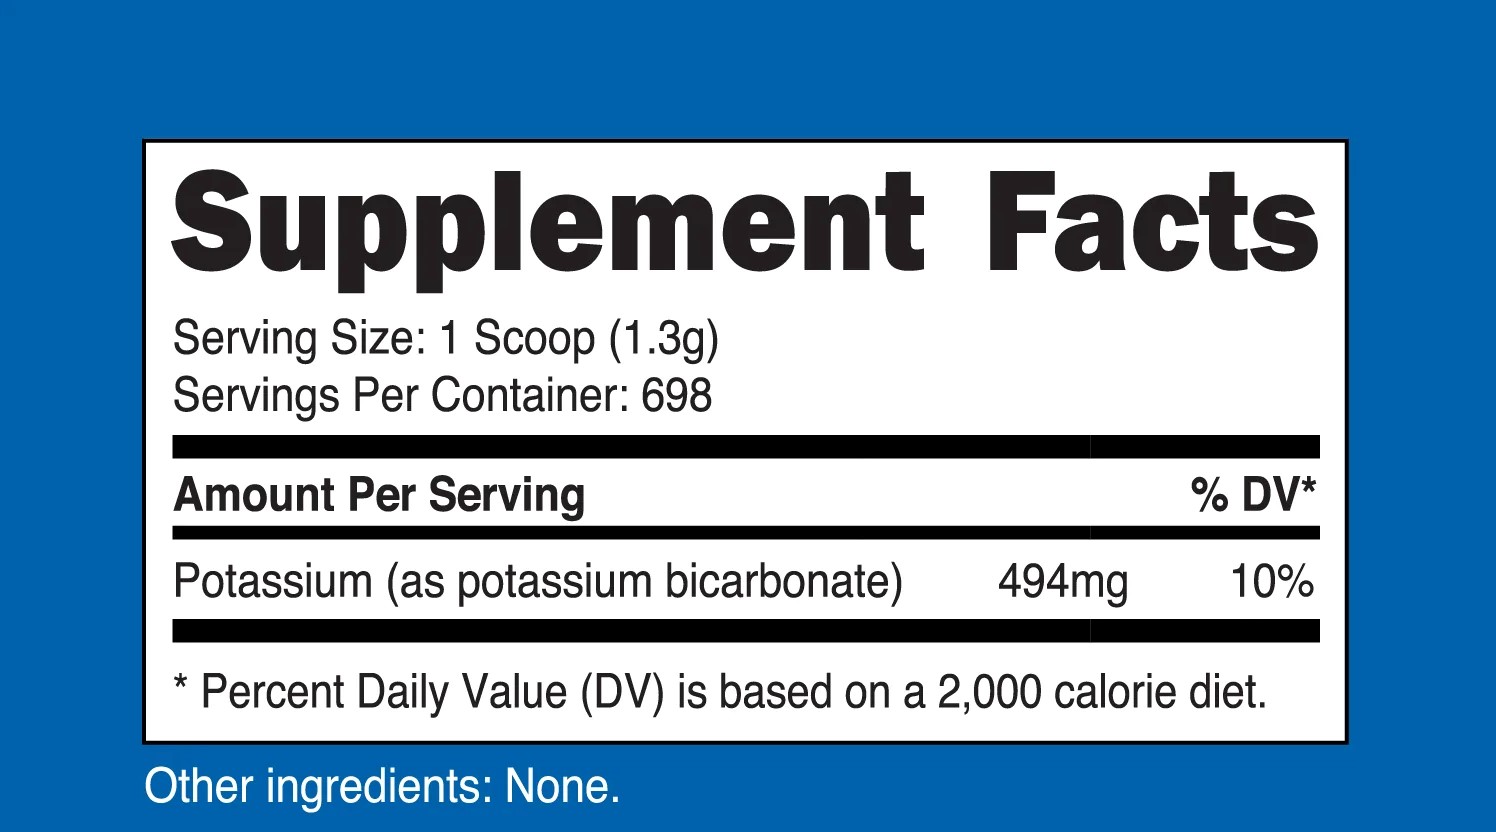 Supplement Facts
Serving Size: 1 Scoop (1.3g)
Servings Per Container: 698
Amount Per Serving % DV*
Potassium (as potassium bicarbonate) 494mg 10%
* Percent Daily Value (DV) is based on a 2,000 calorie diet.
Other ingredients: None.